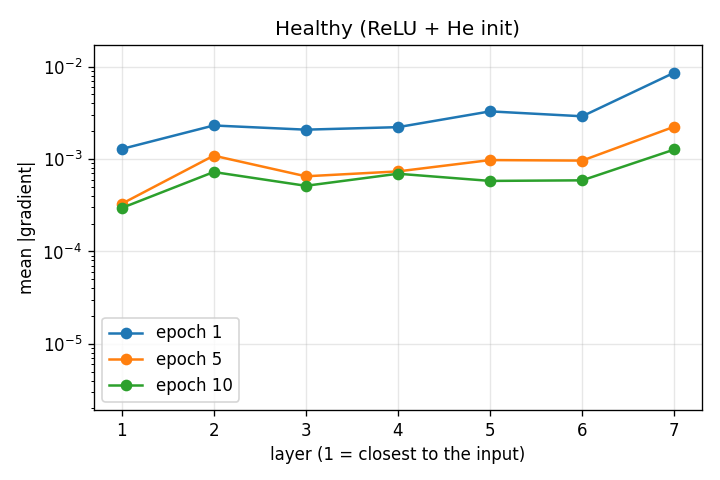 Healthy (ReLU + He init)
10⁻²
10⁻³
10⁻⁴
10⁻⁵
mean |gradient|
epoch 1
epoch 5
epoch 10
1 2 3 4 5 6 7
layer (1 = closest to the input)